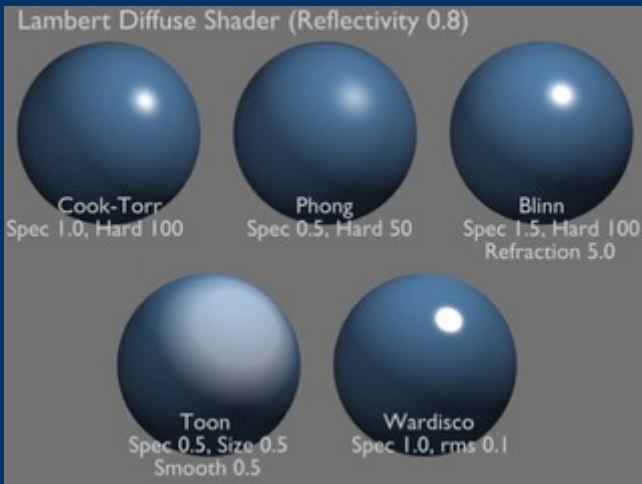 Lambert Diffuse Shader (Reflectivity 0.8)
Cook-Torr
Spec 1.0, Hard 100
Phong
Spec 0.5, Hard 50
Blinn
Spec 1.5, Hard 100
Refraction 5.0
Toon
Spec 0.5, Size 0.5
Smooth 0.5
Wardisco
Spec 1.0, rms 0.1